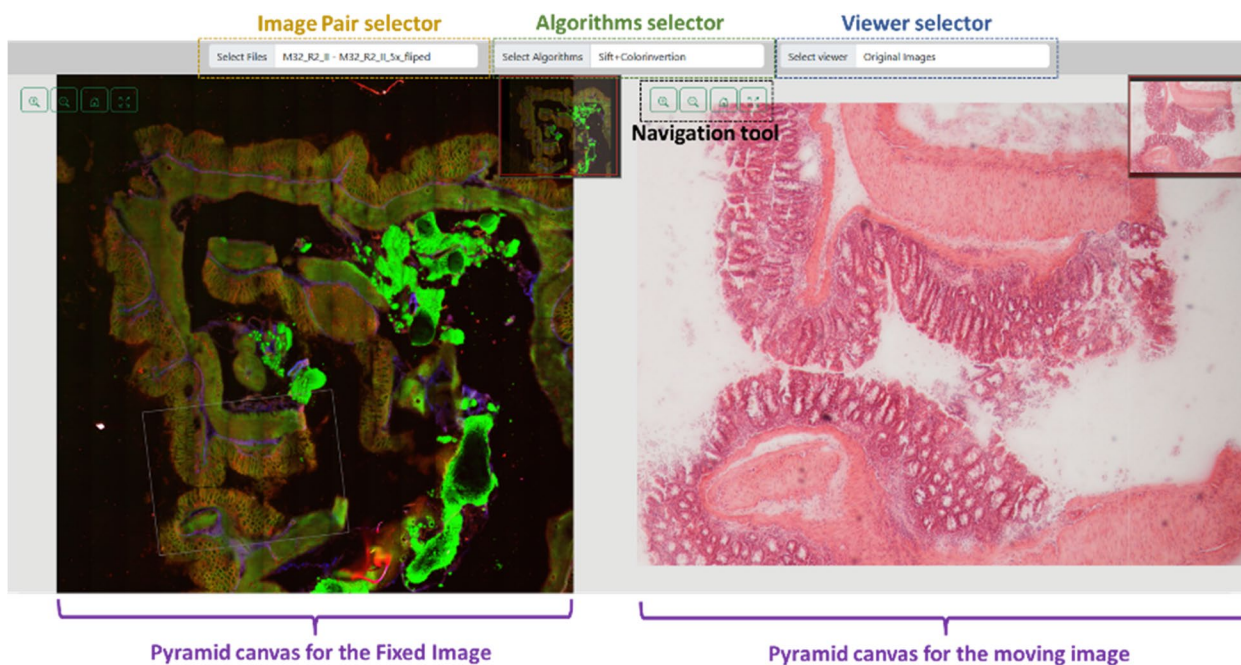 Image Pair selector
Algorithms selector
Viewer selector
Select Files M32_R2_II - M32_R2_II_5x_fliped
Select Algorithms Sift+Colorinvertion
Select viewer Original Images
Navigation tool
Pyramid canvas for the Fixed Image
Pyramid canvas for the moving image